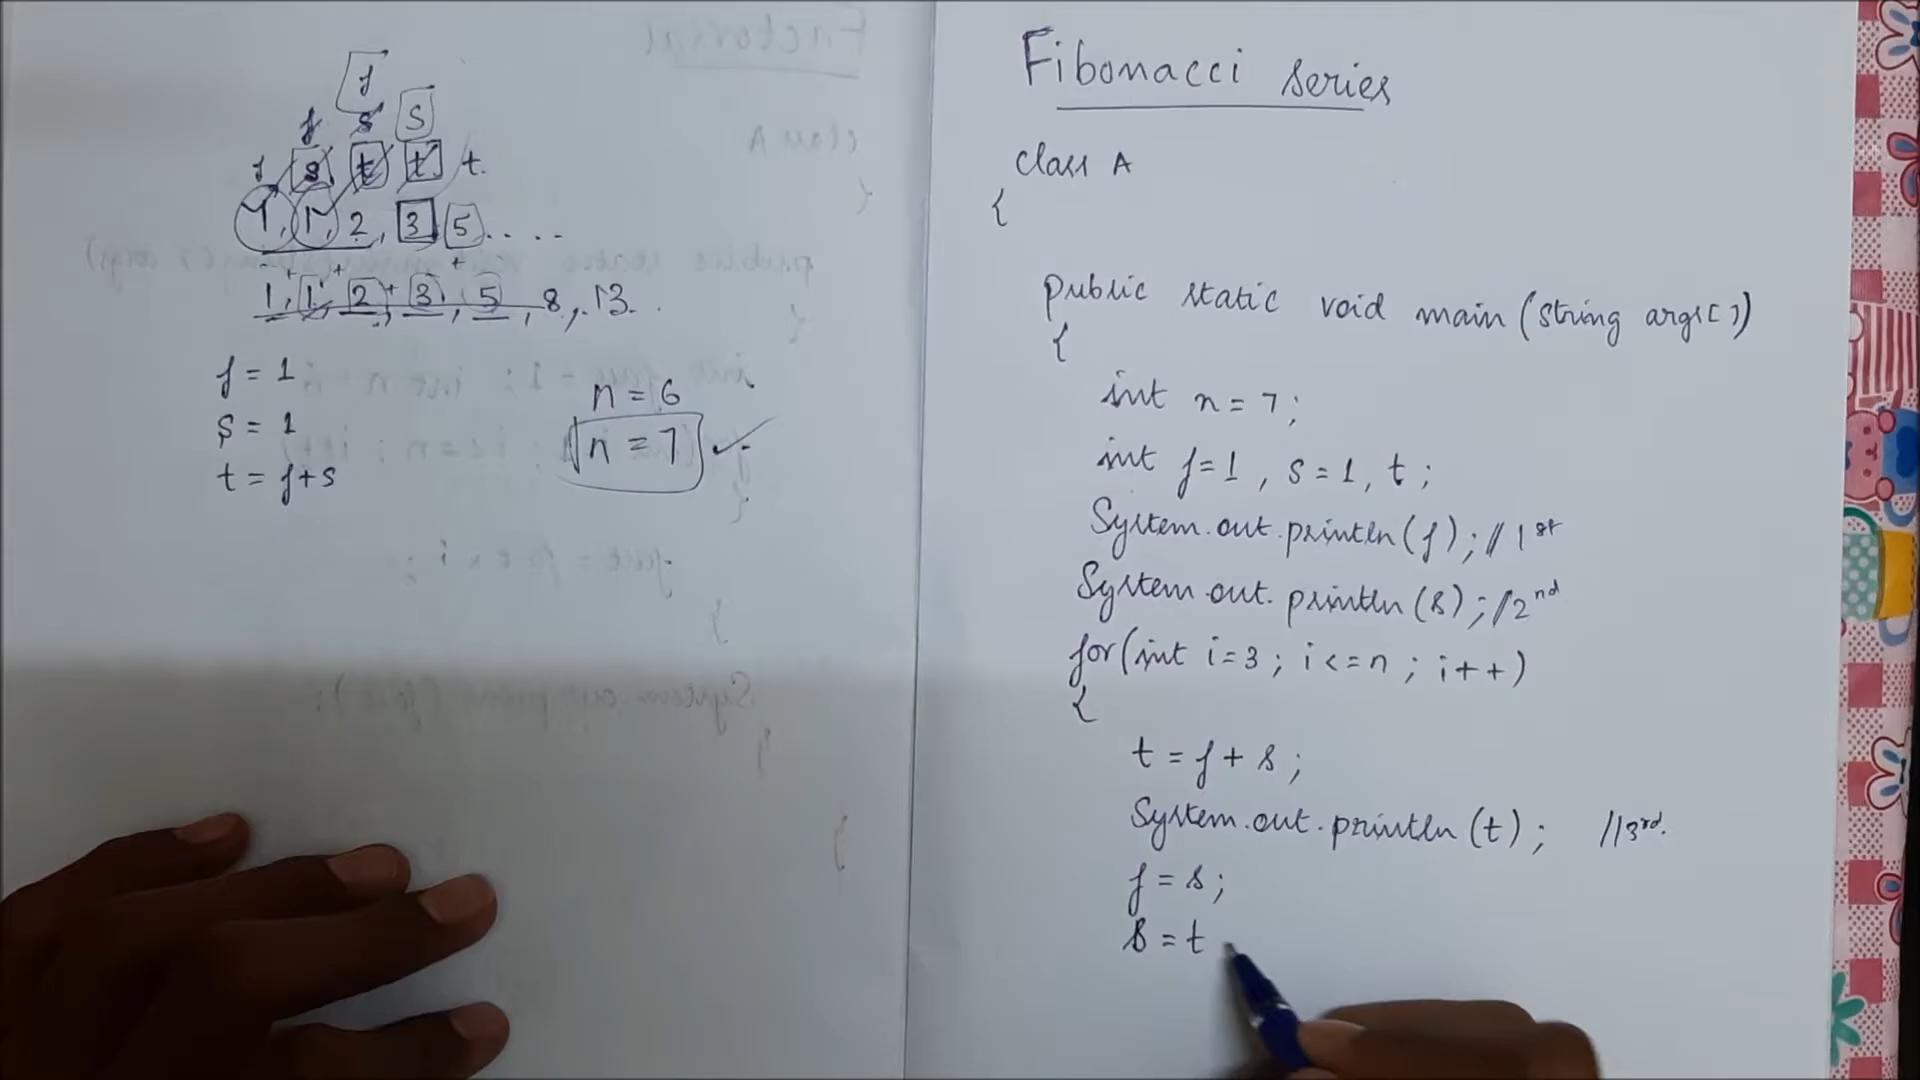 f
f s S
f s t t t.
1, 1, 2, 3 5 . . . .
+ + +
1, 1, 2 + 3, 5, 8, 13. .
f = 1
s = 1
t = f+s
n = 6
n = 7 ✓
Fibonacci series
class A
{
public static void main (string args[])
{
int n = 7;
int f=1, s=1, t;
System.out.println(f); // 1st
System.out.println(s); //2nd
for(int i=3; i<=n; i++)
{
t = f + s;
System.out.println(t); //3rd.
f = s;
s = t